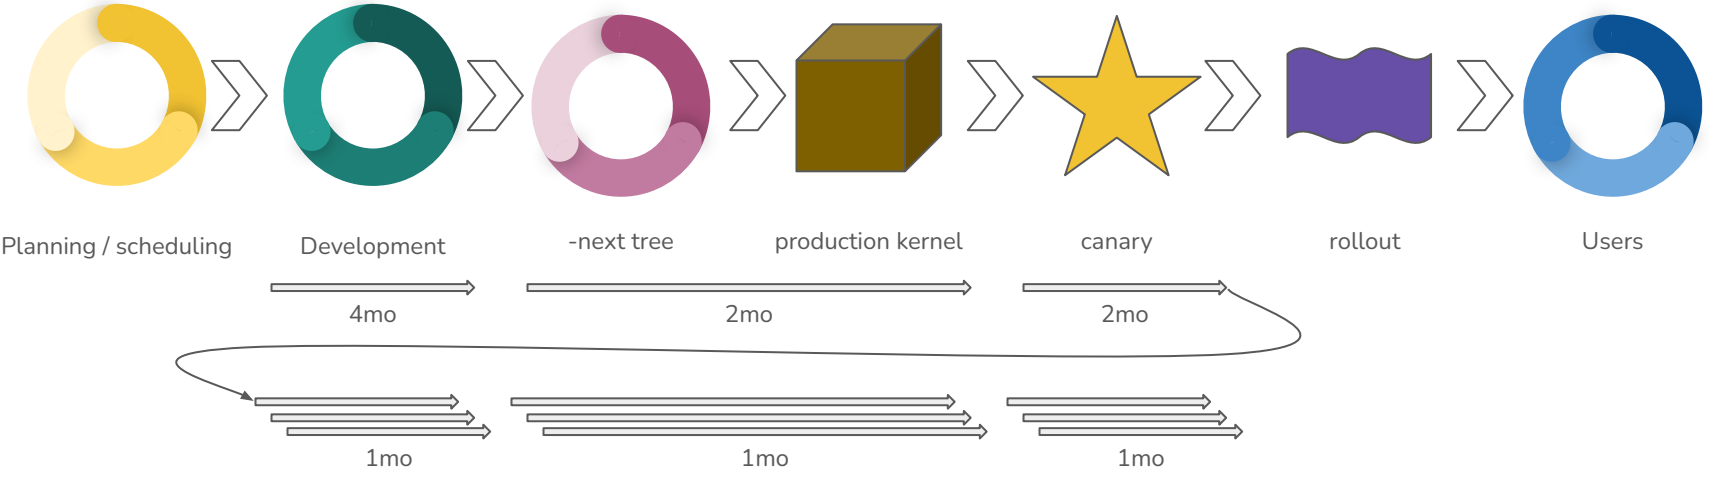 Planning / scheduling
Development
-next tree
production kernel
canary
rollout
Users
4mo
2mo
2mo
1mo
1mo
1mo